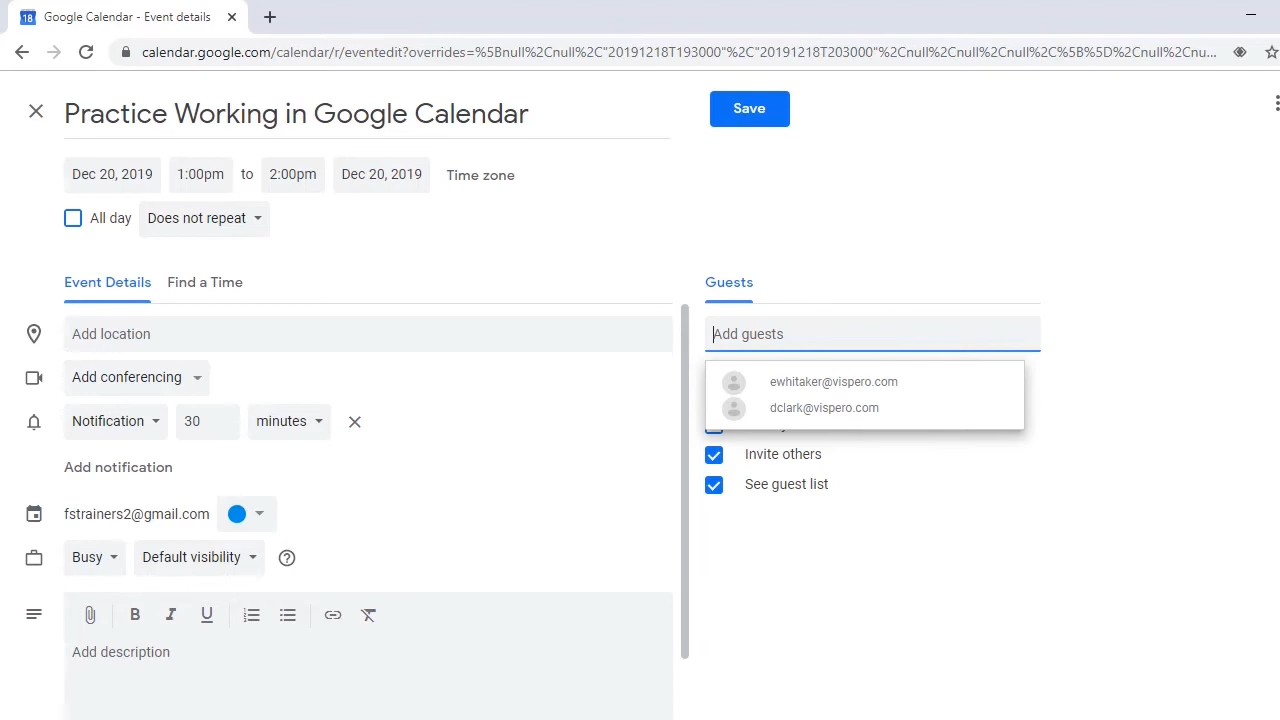 18 Google Calendar - Event details
calendar.google.com/calendar/r/eventedit?overrides=%5Bnull%2Cnull%2C"20191218T193000"%2C"20191218T203000"%2Cnull%2Cnull%2Cnull%2C%5B%5D%2Cnull%2Cnu...
Practice Working in Google Calendar
Save
Dec 20, 2019 1:00pm to 2:00pm Dec 20, 2019 Time zone
All day Does not repeat
Event Details Find a Time
Guests
Add location
Add guests
Add conferencing
ewhitaker@vispero.com
dclark@vispero.com
Notification 30 minutes
Invite others
Add notification
See guest list
fstrainers2@gmail.com
Busy Default visibility ?
B I U
Add description